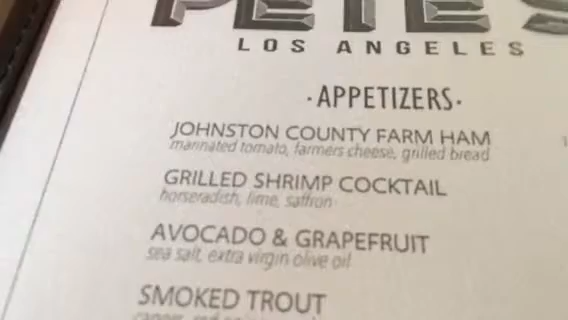 PETE'S
LOS ANGELES
· APPETIZERS ·
JOHNSTON COUNTY FARM HAM
marinated tomato, farmers cheese, grilled bread
GRILLED SHRIMP COCKTAIL
horseradish, lime, saffron
AVOCADO & GRAPEFRUIT
sea salt, extra virgin olive oil
SMOKED TROUT